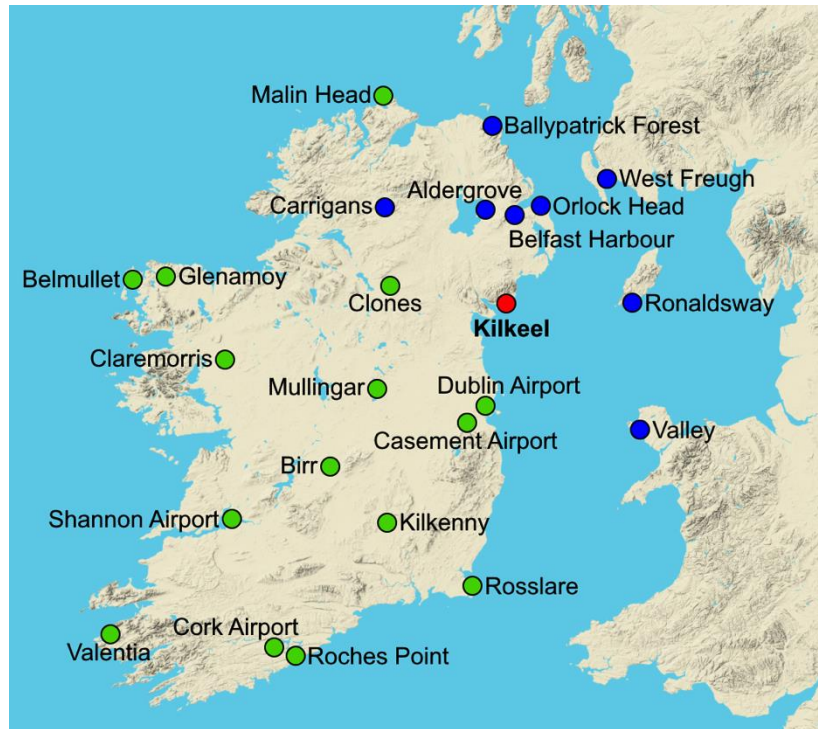 Malin Head
Ballypatrick Forest
West Freugh
Aldergrove
Carrigans
Orlock Head
Belfast Harbour
Belmullet
Glenamoy
Clones
Kilkeel
Ronaldsway
Claremorris
Mullingar
Dublin Airport
Casement Airport
Valley
Birr
Shannon Airport
Kilkenny
Rosslare
Cork Airport
Valentia
Roches Point